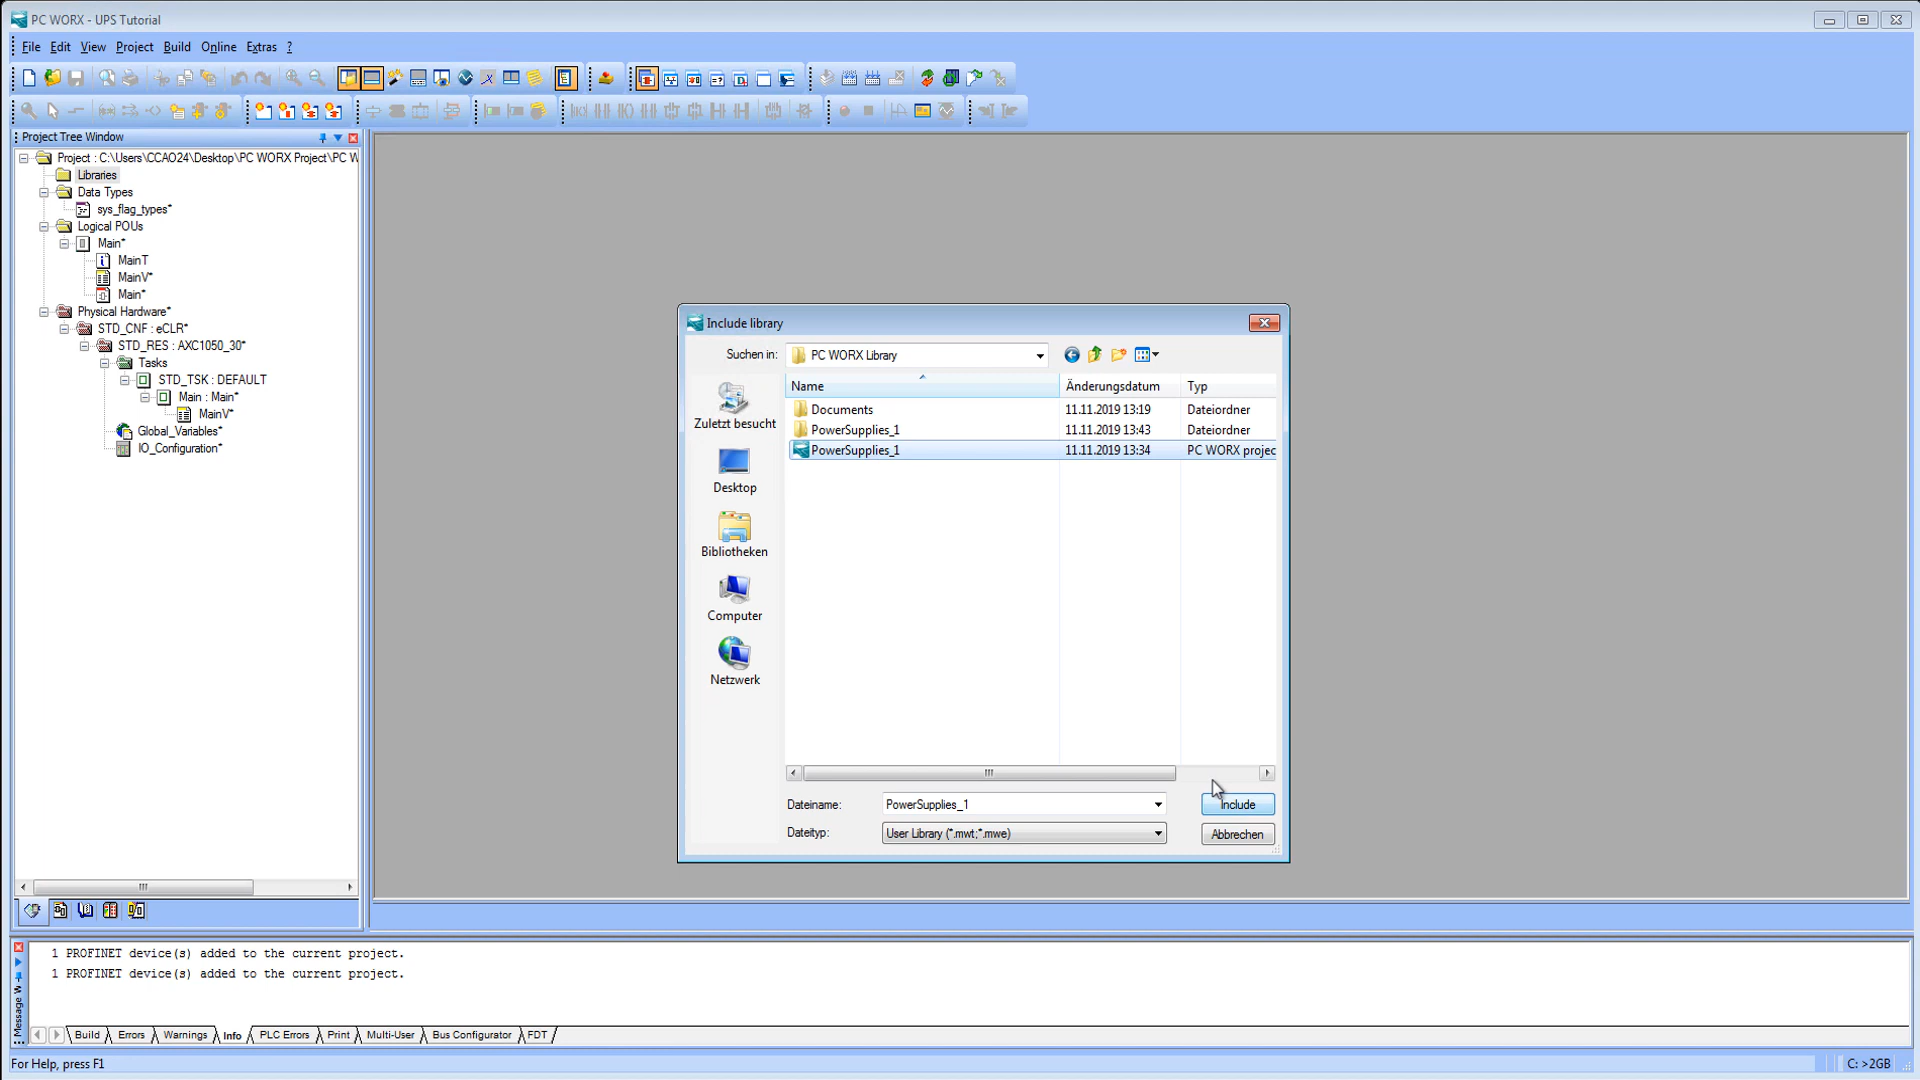 PC WORX - UPS Tutorial
File Edit View Project Build Online Extras ?
Project Tree Window
Project : C:\Users\CCAO24\Desktop\PC WORX Project\PC W
Libraries
Data Types
sys_flag_types*
Logical POUs
Main*
MainT
MainV*
Main*
Physical Hardware*
STD_CNF : eCLR*
STD_RES : AXC1050_30*
Tasks
STD_TSK : DEFAULT
Main : Main*
MainV*
Global_Variables*
IO_Configuration*
Include library
Suchen in: PC WORX Library
Name Änderungsdatum Typ
Documents 11.11.2019 13:19 Dateiordner
PowerSupplies_1 11.11.2019 13:43 Dateiordner
PowerSupplies_1 11.11.2019 13:34 PC WORX projec
Zuletzt besucht
Desktop
Bibliotheken
Computer
Netzwerk
Dateiname: PowerSupplies_1 Include
Dateityp: User Library (*.mwt;*.mwe) Abbrechen
Message W
1 PROFINET device(s) added to the current project.
1 PROFINET device(s) added to the current project.
Build Errors Warnings Info PLC Errors Print Multi-User Bus Configurator FDT
For Help, press F1 C: >2GB